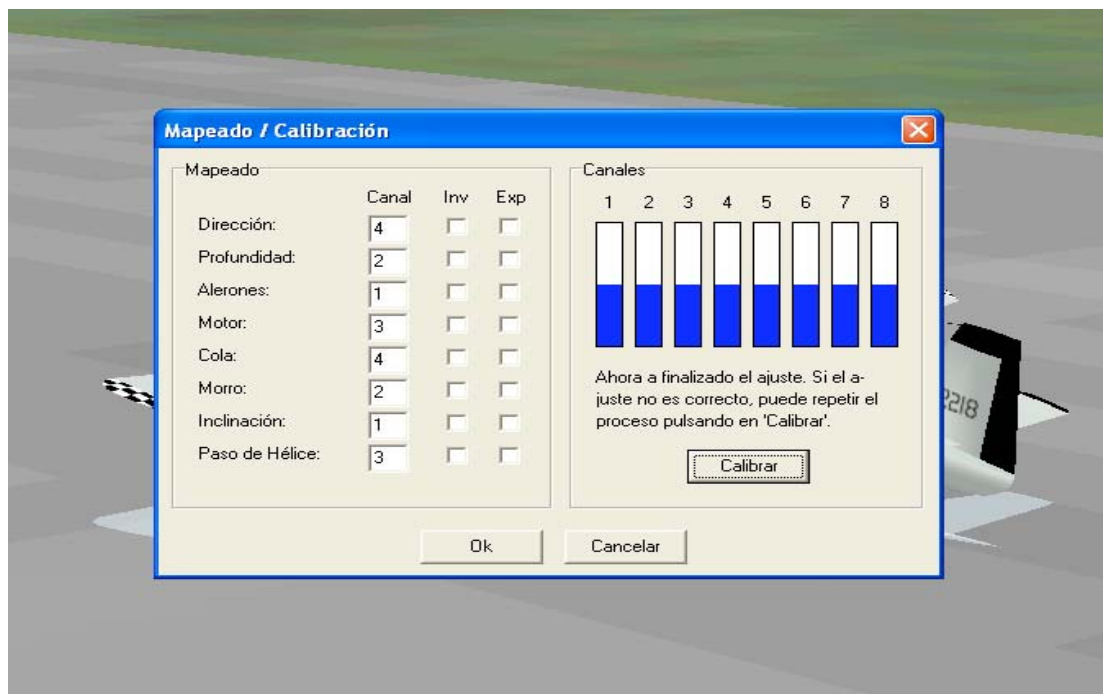 Mapeado / Calibración
Mapeado
Canal Inv Exp
Dirección: 4
Profundidad: 2
Alerones: 1
Motor: 3
Cola: 4
Morro: 2
Inclinación: 1
Paso de Hélice: 3
Canales
1 2 3 4 5 6 7 8
Ahora a finalizado el ajuste. Si el a-
juste no es correcto, puede repetir el
proceso pulsando en 'Calibrar'.
Calibrar
Ok Cancelar